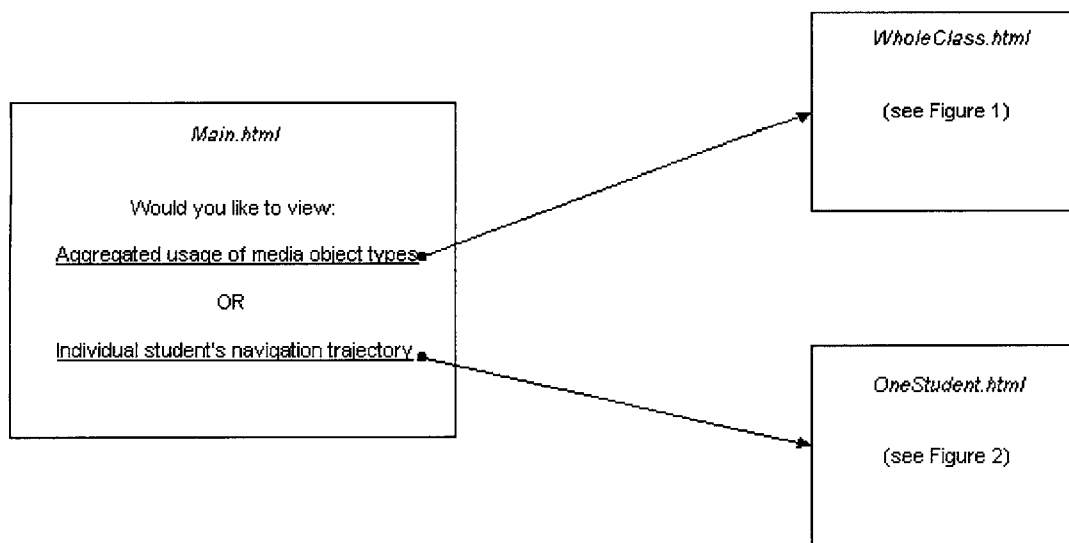 Main.html
Would you like to view:
Aggregated usage of media object types
OR
Individual student's navigation trajectory
WholeClass.html
(see Figure 1)
OneStudent.html
(see Figure 2)